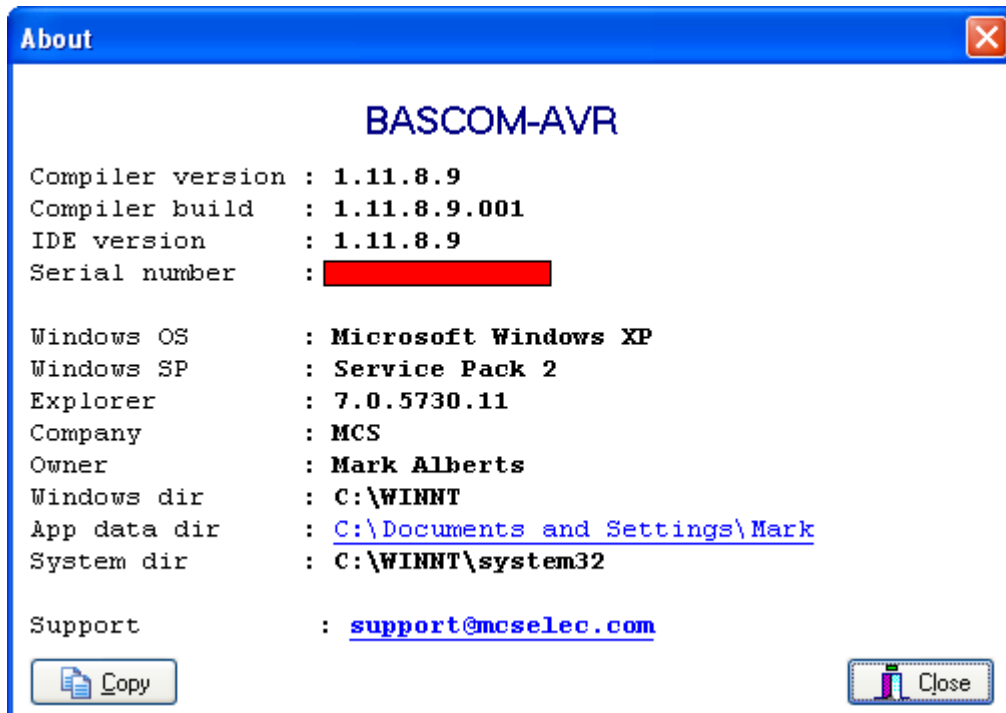 About
BASCOM-AVR
Compiler version : 1.11.8.9
Compiler build : 1.11.8.9.001
IDE version : 1.11.8.9
Serial number :
Windows OS : Microsoft Windows XP
Windows SP : Service Pack 2
Explorer : 7.0.5730.11
Company : MCS
Owner : Mark Alberts
Windows dir : C:\WINNT
App data dir : C:\Documents and Settings\Mark
System dir : C:\WINNT\system32
Support : support@mcselec.com
Copy Close